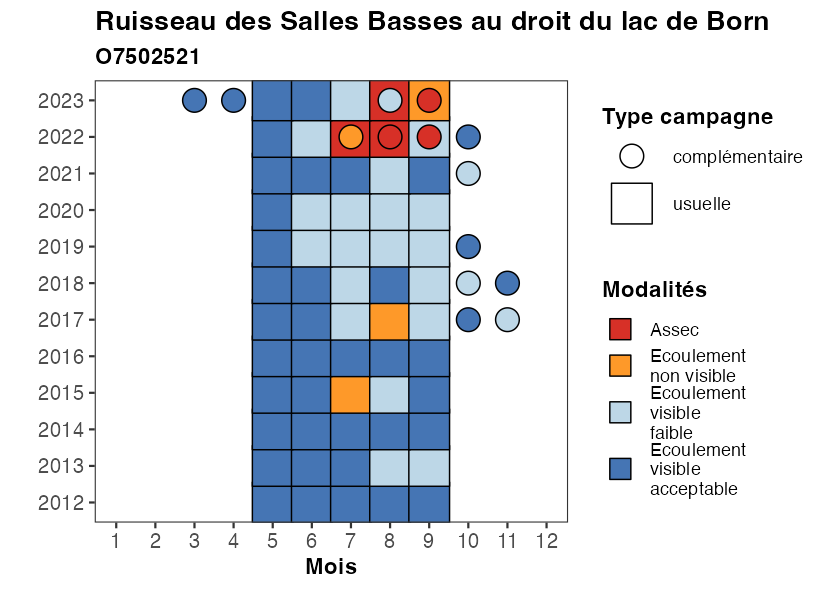 Ruisseau des Salles Basses au droit du lac de Born
O7502521
2023
2022
2021
2020
2019
2018
2017
2016
2015
2014
2013
2012
1 2 3 4 5 6 7 8 9 10 11 12
Mois
Type campagne
complémentaire
usuelle
Modalités
Assec
Ecoulement
non visible
Ecoulement
visible
faible
Ecoulement
visible
acceptable